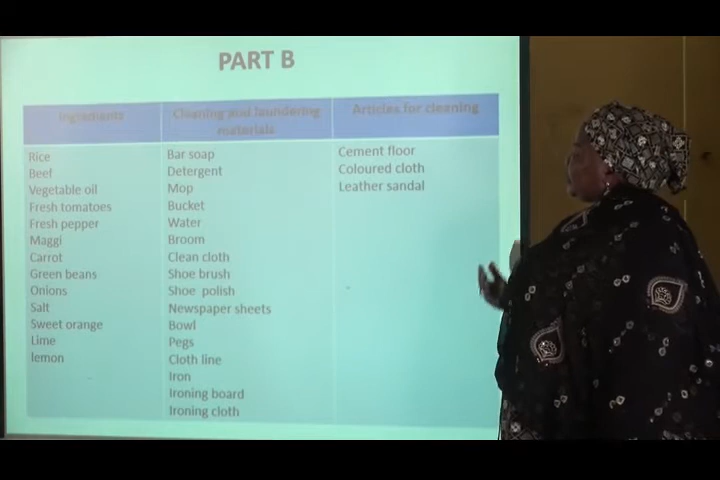 PART B
Ingredients
Cleaning and laundering
materials
Articles for cleaning
Rice
Beef
Vegetable oil
Fresh tomatoes
Fresh pepper
Maggi
Carrot
Green beans
Onions
Salt
Sweet orange
Lime
lemon
Bar soap
Detergent
Mop
Bucket
Water
Broom
Clean cloth
Shoe brush
Shoe polish
Newspaper sheets
Bowl
Pegs
Cloth line
Iron
Ironing board
Ironing cloth
Cement floor
Coloured cloth
Leather sandal